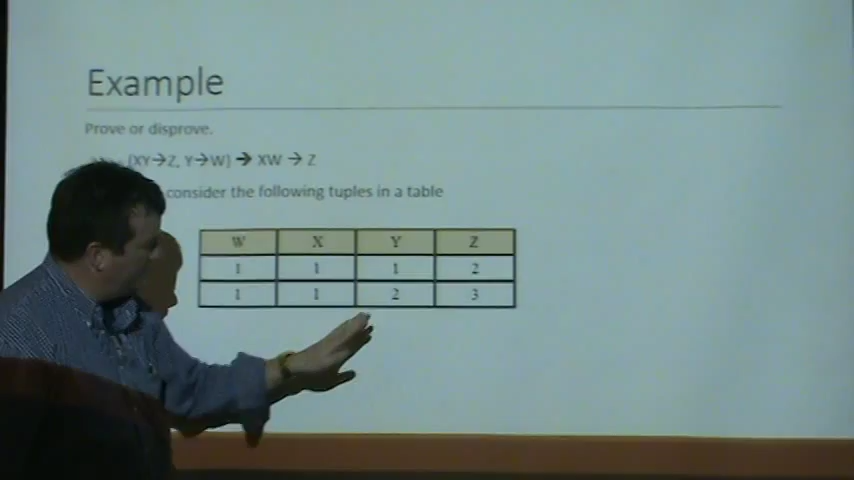 Example
Prove or disprove.
{XY→Z, Y→W} ➔ XW → Z
consider the following tuples in a table
W X Y Z
1 1 1 2
1 1 2 3